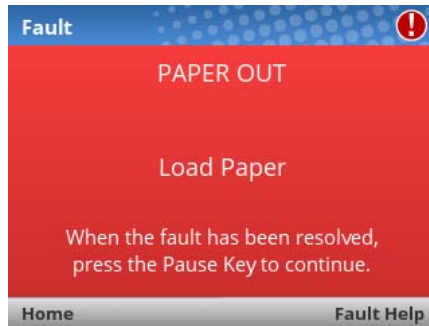 Fault
PAPER OUT
Load Paper
When the fault has been resolved,
press the Pause Key to continue.
Home Fault Help